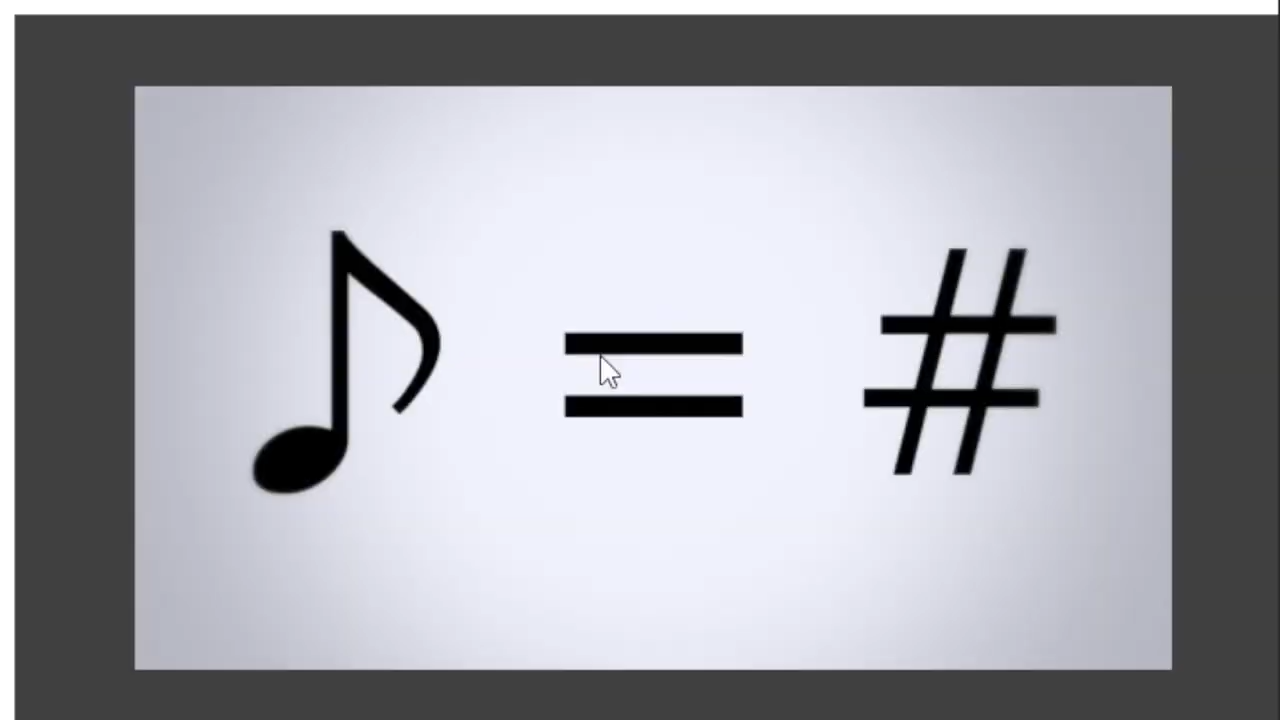 ♪ = #